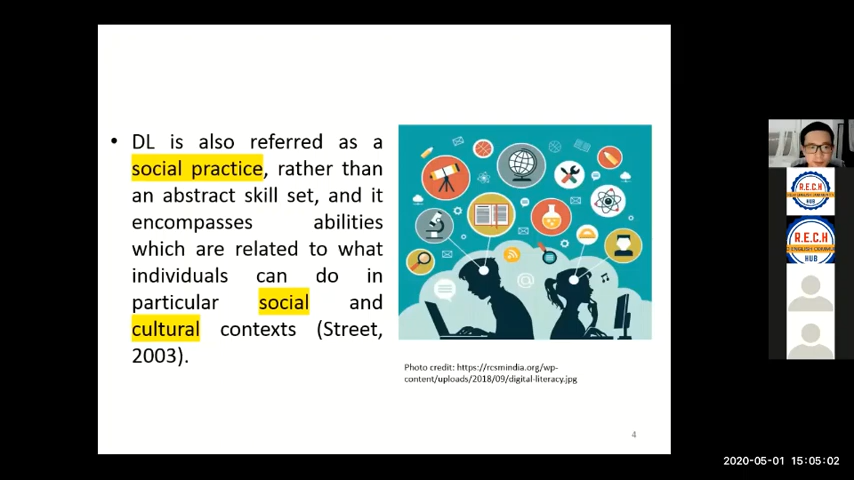 • DL is also referred as a
social practice, rather than
an abstract skill set, and it
encompasses abilities
which are related to what
individuals can do in
particular social and
cultural contexts (Street,
2003).
@
Photo credit: https://rcsmindia.org/wp-
content/uploads/2018/09/digital-literacy.jpg
4
R.E.C.H
HUB
R.E.C.H
HUB
2020-05-01 15:05:02